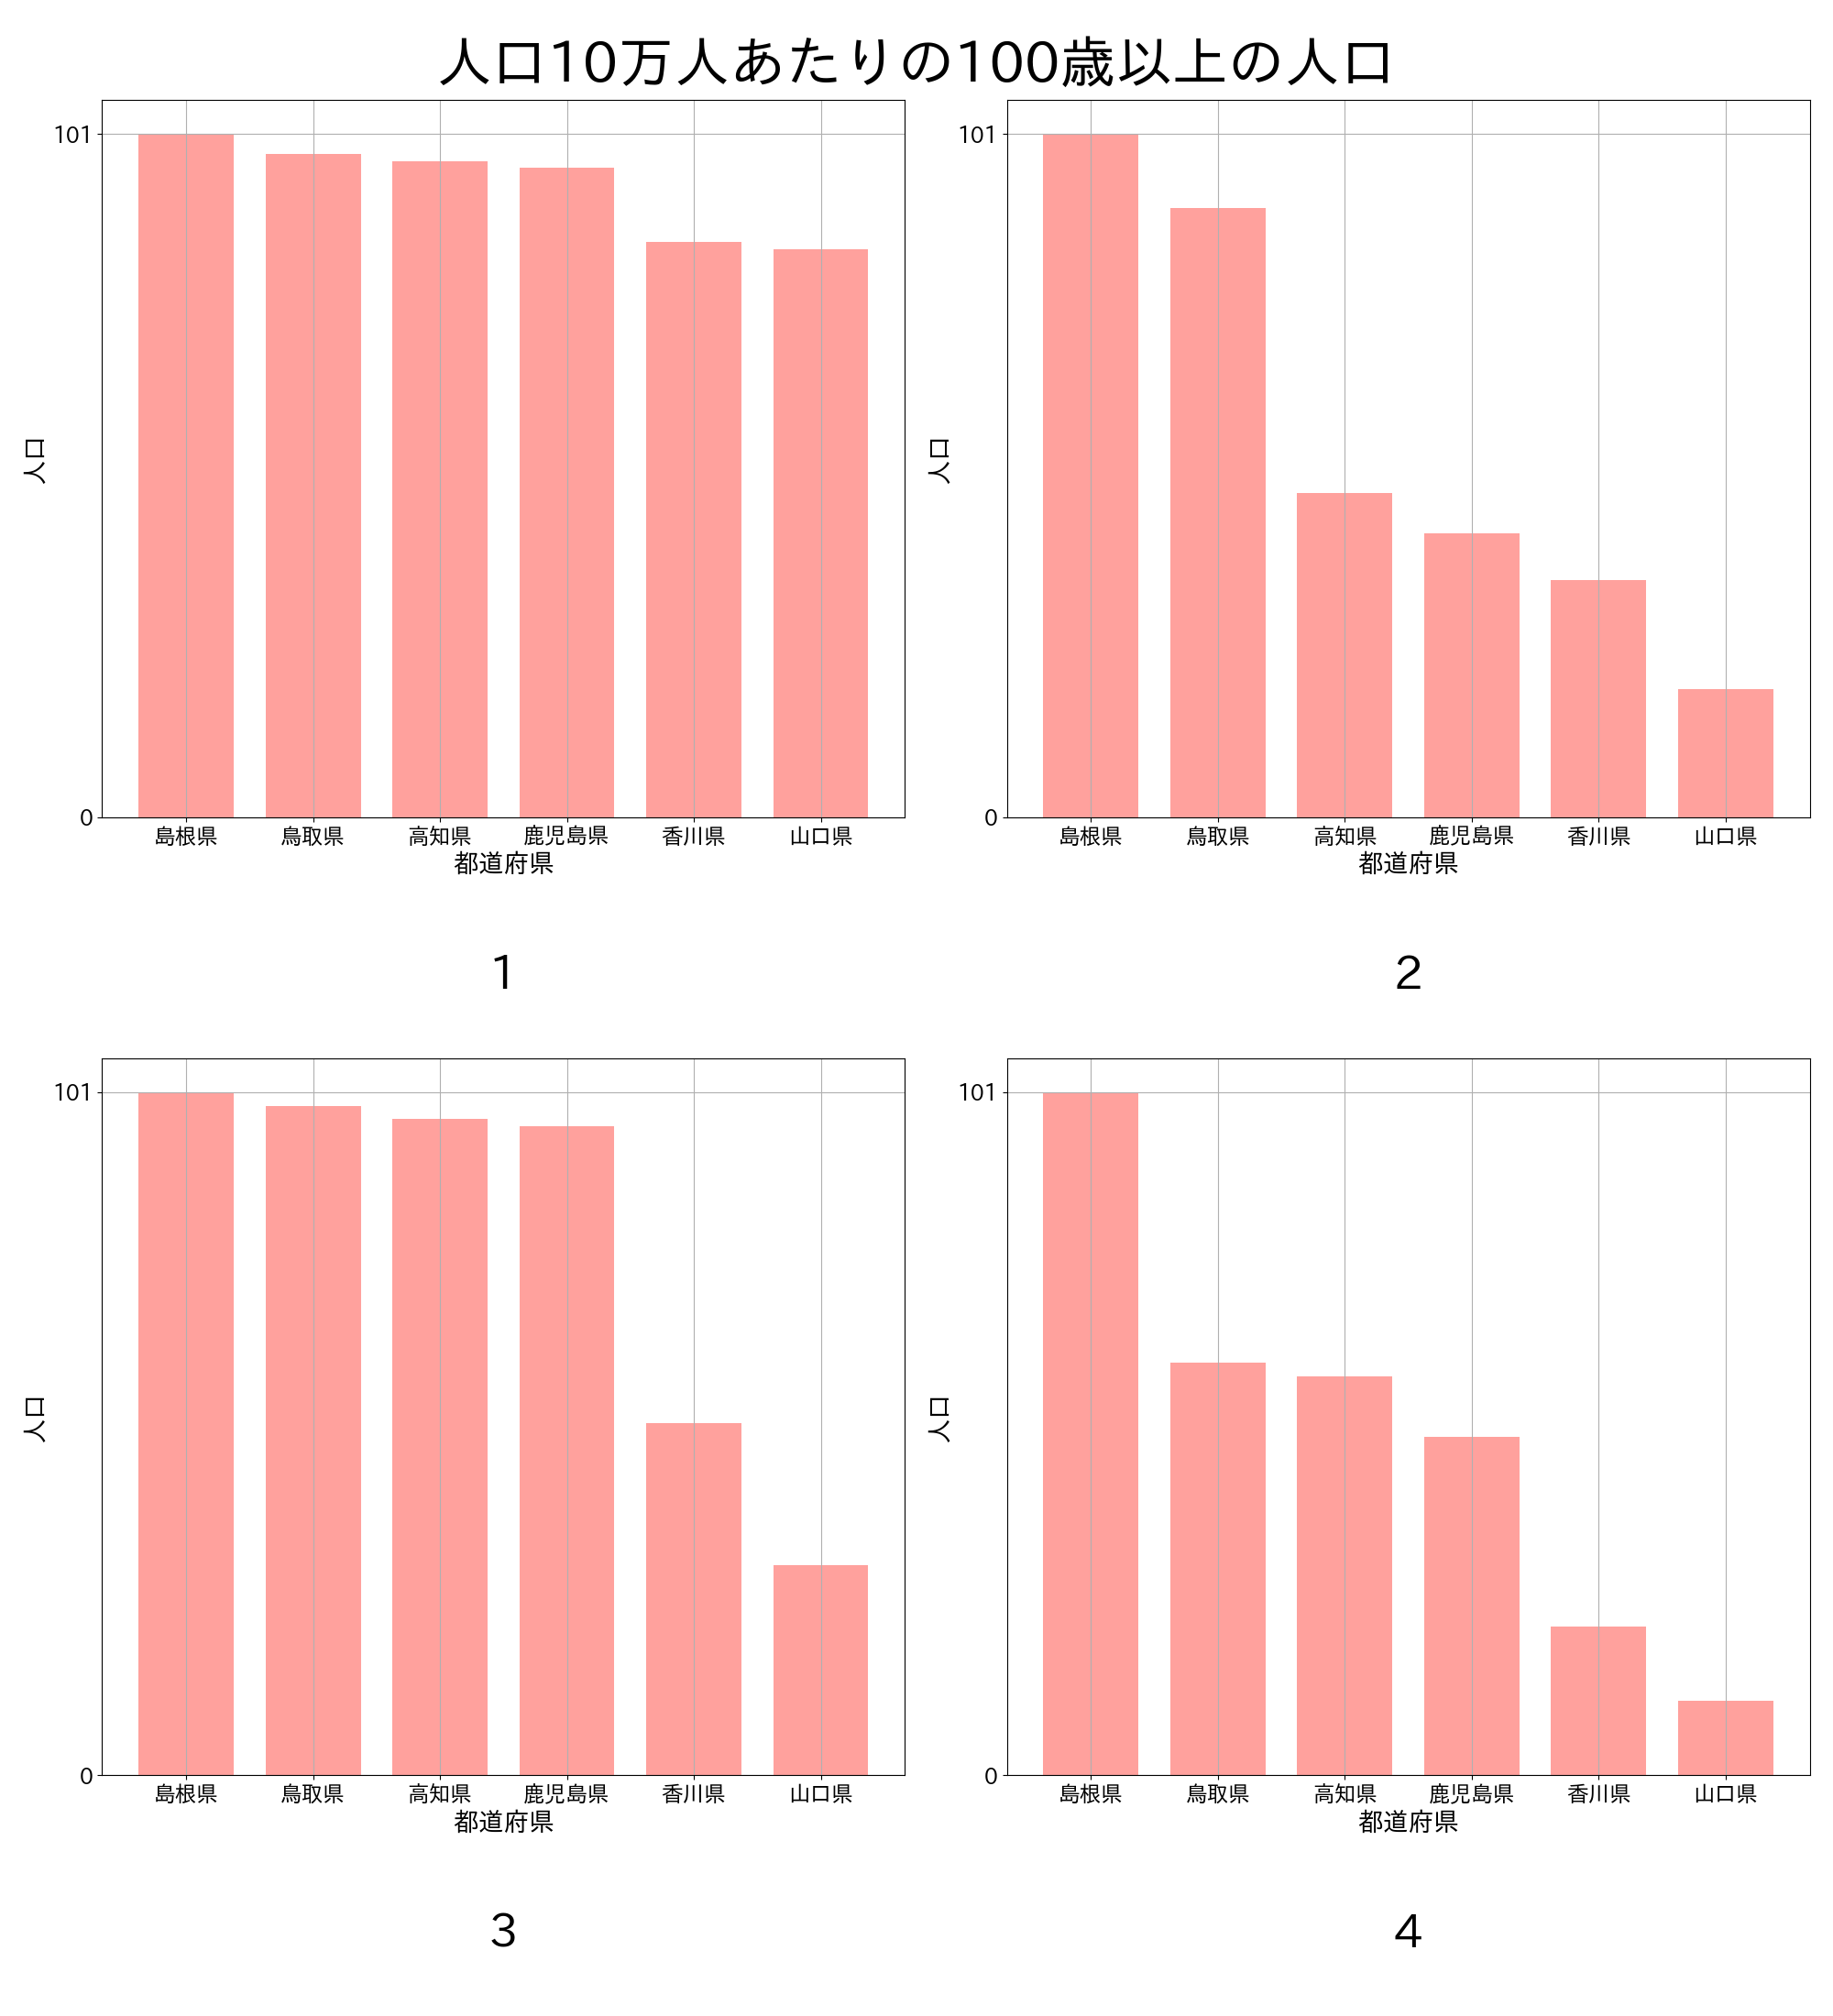 人口10万人あたりの100歳以上の人口
101
0
人口
島根県 鳥取県 高知県 鹿児島県 香川県 山口県
都道府県
1
101
0
人口
島根県 鳥取県 高知県 鹿児島県 香川県 山口県
都道府県
2
101
0
人口
島根県 鳥取県 高知県 鹿児島県 香川県 山口県
都道府県
3
101
0
人口
島根県 鳥取県 高知県 鹿児島県 香川県 山口県
都道府県
4